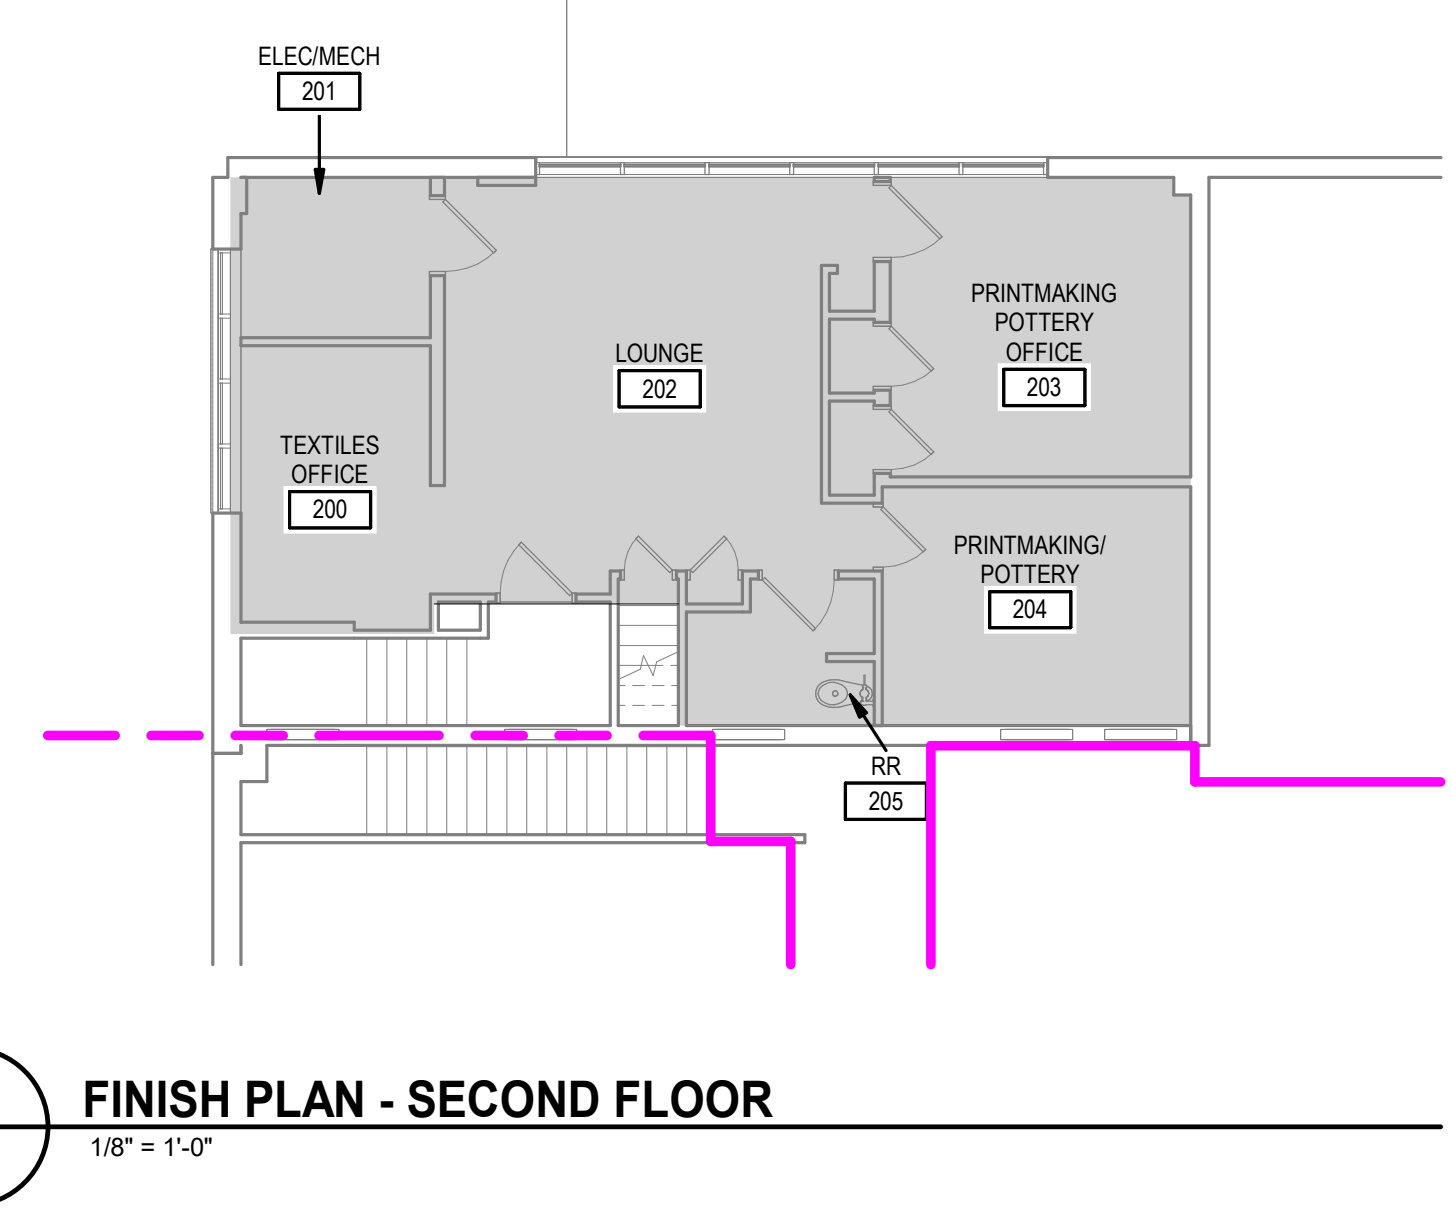 ELEC/MECH
201
PRINTMAKING
POTTERY
OFFICE
203
LOUNGE
202
TEXTILES
OFFICE
200
PRINTMAKING/
POTTERY
204
RR
205
FINISH PLAN - SECOND FLOOR
1/8" = 1'-0"